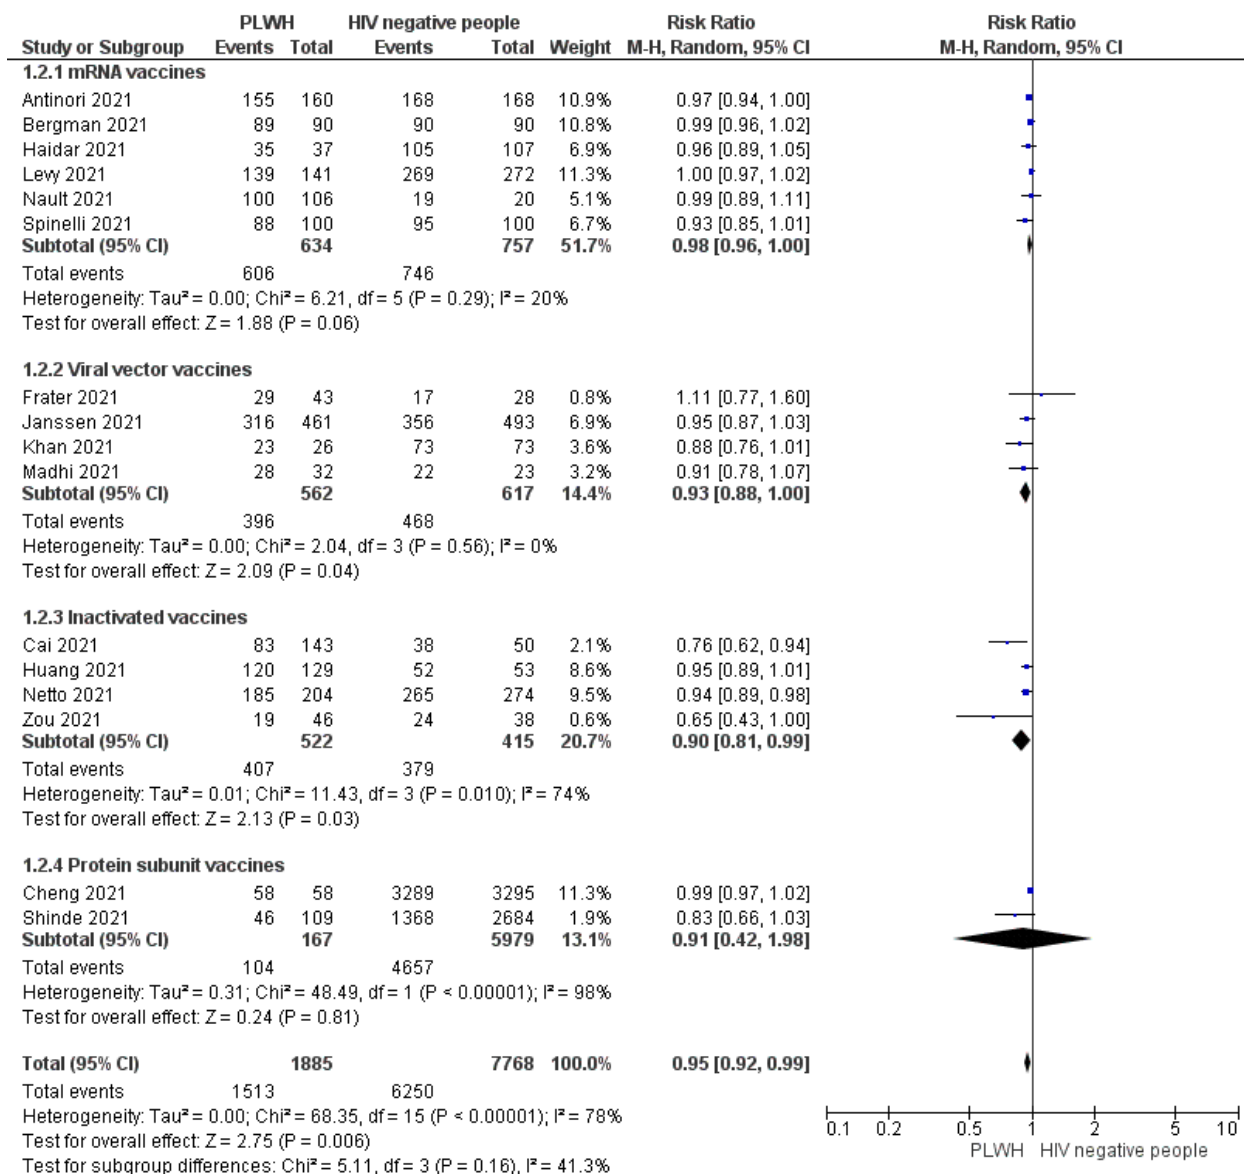 PLWH HIV negative people Risk Ratio Risk Ratio
Study or Subgroup Events Total Events Total Weight M-H, Random, 95% CI M-H, Random, 95% CI
1.2.1 mRNA vaccines
Antinori 2021 155 160 168 168 10.9% 0.97 [0.94, 1.00]
Bergman 2021 89 90 90 90 10.8% 0.99 [0.96, 1.02]
Haidar 2021 35 37 105 107 6.9% 0.96 [0.89, 1.05]
Levy 2021 139 141 269 272 11.3% 1.00 [0.97, 1.02]
Nault 2021 100 106 19 20 5.1% 0.99 [0.89, 1.11]
Spinelli 2021 88 100 95 100 6.7% 0.93 [0.85, 1.01]
Subtotal (95% CI) 634 757 51.7% 0.98 [0.96, 1.00]
Total events 606 746
Heterogeneity: Tau² = 0.00; Chi² = 6.21, df = 5 (P = 0.29); I² = 20%
Test for overall effect: Z = 1.88 (P = 0.06)
1.2.2 Viral vector vaccines
Frater 2021 29 43 17 28 0.8% 1.11 [0.77, 1.60]
Janssen 2021 316 461 356 493 6.9% 0.95 [0.87, 1.03]
Khan 2021 23 26 73 73 3.6% 0.88 [0.76, 1.01]
Madhi 2021 28 32 22 23 3.2% 0.91 [0.78, 1.07]
Subtotal (95% CI) 562 617 14.4% 0.93 [0.88, 1.00]
Total events 396 468
Heterogeneity: Tau² = 0.00; Chi² = 2.04, df = 3 (P = 0.56); I² = 0%
Test for overall effect: Z = 2.09 (P = 0.04)
1.2.3 Inactivated vaccines
Cai 2021 83 143 38 50 2.1% 0.76 [0.62, 0.94]
Huang 2021 120 129 52 53 8.6% 0.95 [0.89, 1.01]
Netto 2021 185 204 265 274 9.5% 0.94 [0.89, 0.98]
Zou 2021 19 46 24 38 0.6% 0.65 [0.43, 1.00]
Subtotal (95% CI) 522 415 20.7% 0.90 [0.81, 0.99]
Total events 407 379
Heterogeneity: Tau² = 0.01; Chi² = 11.43, df = 3 (P = 0.010); I² = 74%
Test for overall effect: Z = 2.13 (P = 0.03)
1.2.4 Protein subunit vaccines
Cheng 2021 58 58 3289 3295 11.3% 0.99 [0.97, 1.02]
Shinde 2021 46 109 1368 2684 1.9% 0.83 [0.66, 1.03]
Subtotal (95% CI) 167 5979 13.1% 0.91 [0.42, 1.98]
Total events 104 4657
Heterogeneity: Tau² = 0.31; Chi² = 48.49, df = 1 (P < 0.00001); I² = 98%
Test for overall effect: Z = 0.24 (P = 0.81)
Total (95% CI) 1885 7768 100.0% 0.95 [0.92, 0.99]
Total events 1513 6250
Heterogeneity: Tau² = 0.00; Chi² = 68.35, df = 15 (P < 0.00001); I² = 78%
Test for overall effect: Z = 2.75 (P = 0.006)
Test for subgroup differences: Chi² = 5.11, df = 3 (P = 0.16), I² = 41.3%
0.1 0.2 0.5 1 2 5 10
PLWH HIV negative people